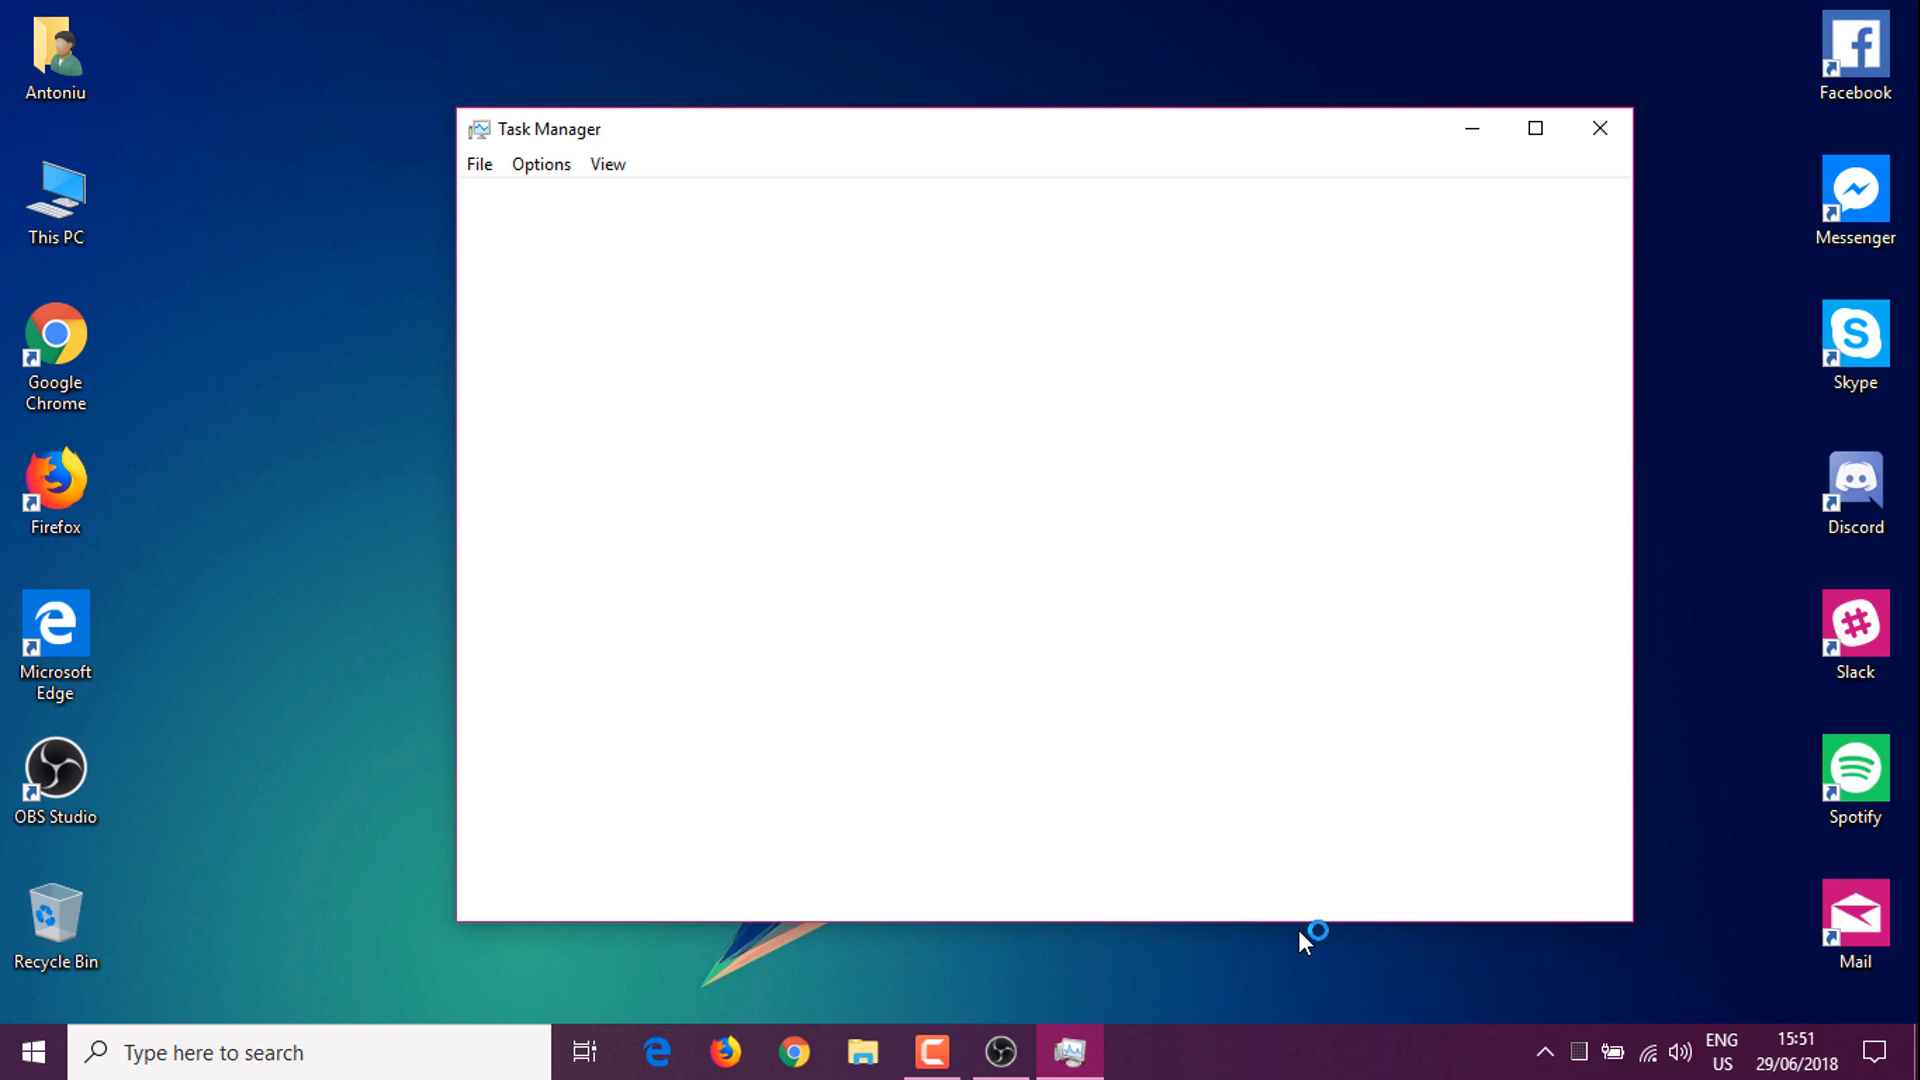 Antoniu
This PC
Google
Chrome
Firefox
Microsoft
Edge
OBS Studio
Recycle Bin
Task Manager
File Options View
Facebook
Messenger
Skype
Discord
Slack
Spotify
Mail
Type here to search
ENG
US
15:51
29/06/2018